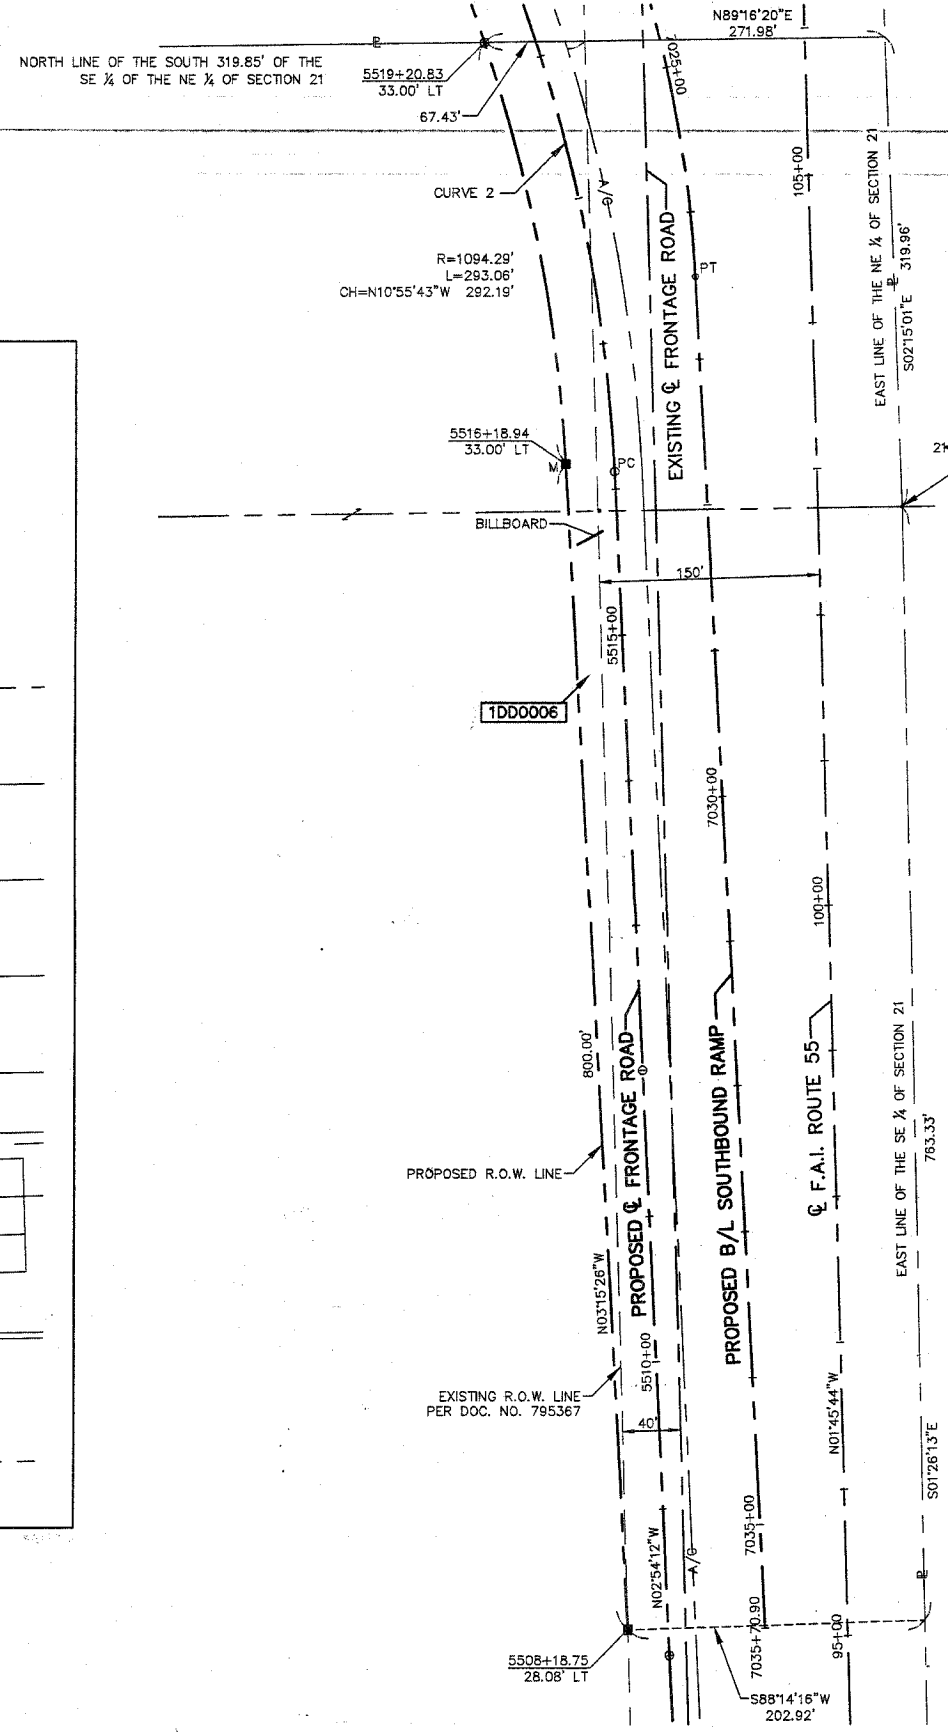 N89°16'20"E
271.98'
NORTH LINE OF THE SOUTH 319.85' OF THE
SE ¼ OF THE NE ¼ OF SECTION 21
5519+20.83
33.00' LT
67.43'
7025+00
CURVE 2
A/C
105+00
EAST LINE OF THE NE ¼ OF SECTION 21
S02°15'01"E 319.96'
R=1094.29'
L=293.06'
CH=N10°55'43"W 292.19'
EXISTING ℄ FRONTAGE ROAD
PT
5516+18.94
33.00' LT
M
PC
21
BILLBOARD
150'
5515+00
1DD0006
7030+00
100+00
800.00'
PROPOSED ℄ FRONTAGE ROAD
PROPOSED B/L SOUTHBOUND RAMP
℄ F.A.I. ROUTE 55
EAST LINE OF THE SE ¼ OF SECTION 21
763.33'
PROPOSED R.O.W. LINE
N03°15'26"W
5510+00
EXISTING R.O.W. LINE
PER DOC. NO. 795367
40'
N01°45'44"W
S01°26'13"E
N02°54'12"W
A/C
7035+00
7035+70.90
95+00
5508+18.75
28.08' LT
S88°14'16"W
202.92'